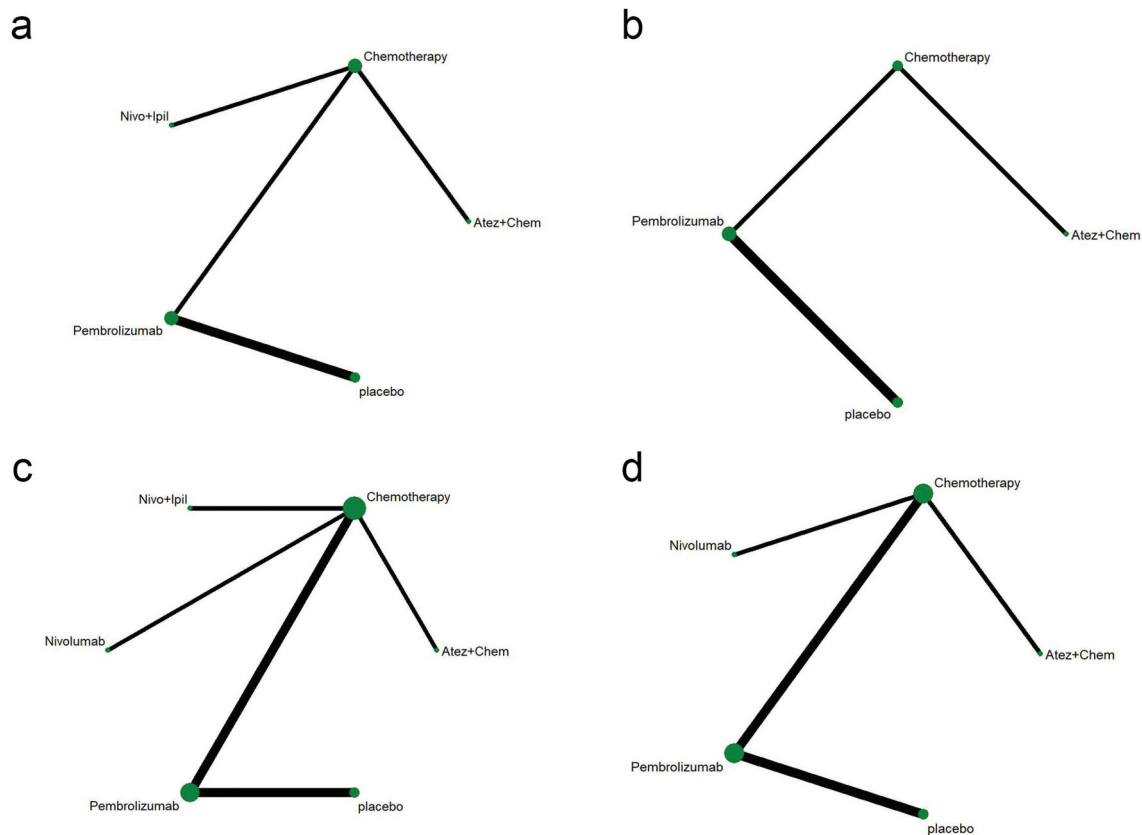 a
Chemotherapy
Nivo+Ipil
Atez+Chem
Pembrolizumab
placebo
b
Chemotherapy
Pembrolizumab
Atez+Chem
placebo
c
Nivo+Ipil
Chemotherapy
Nivolumab
Atez+Chem
Pembrolizumab
placebo
d
Chemotherapy
Nivolumab
Atez+Chem
Pembrolizumab
placebo